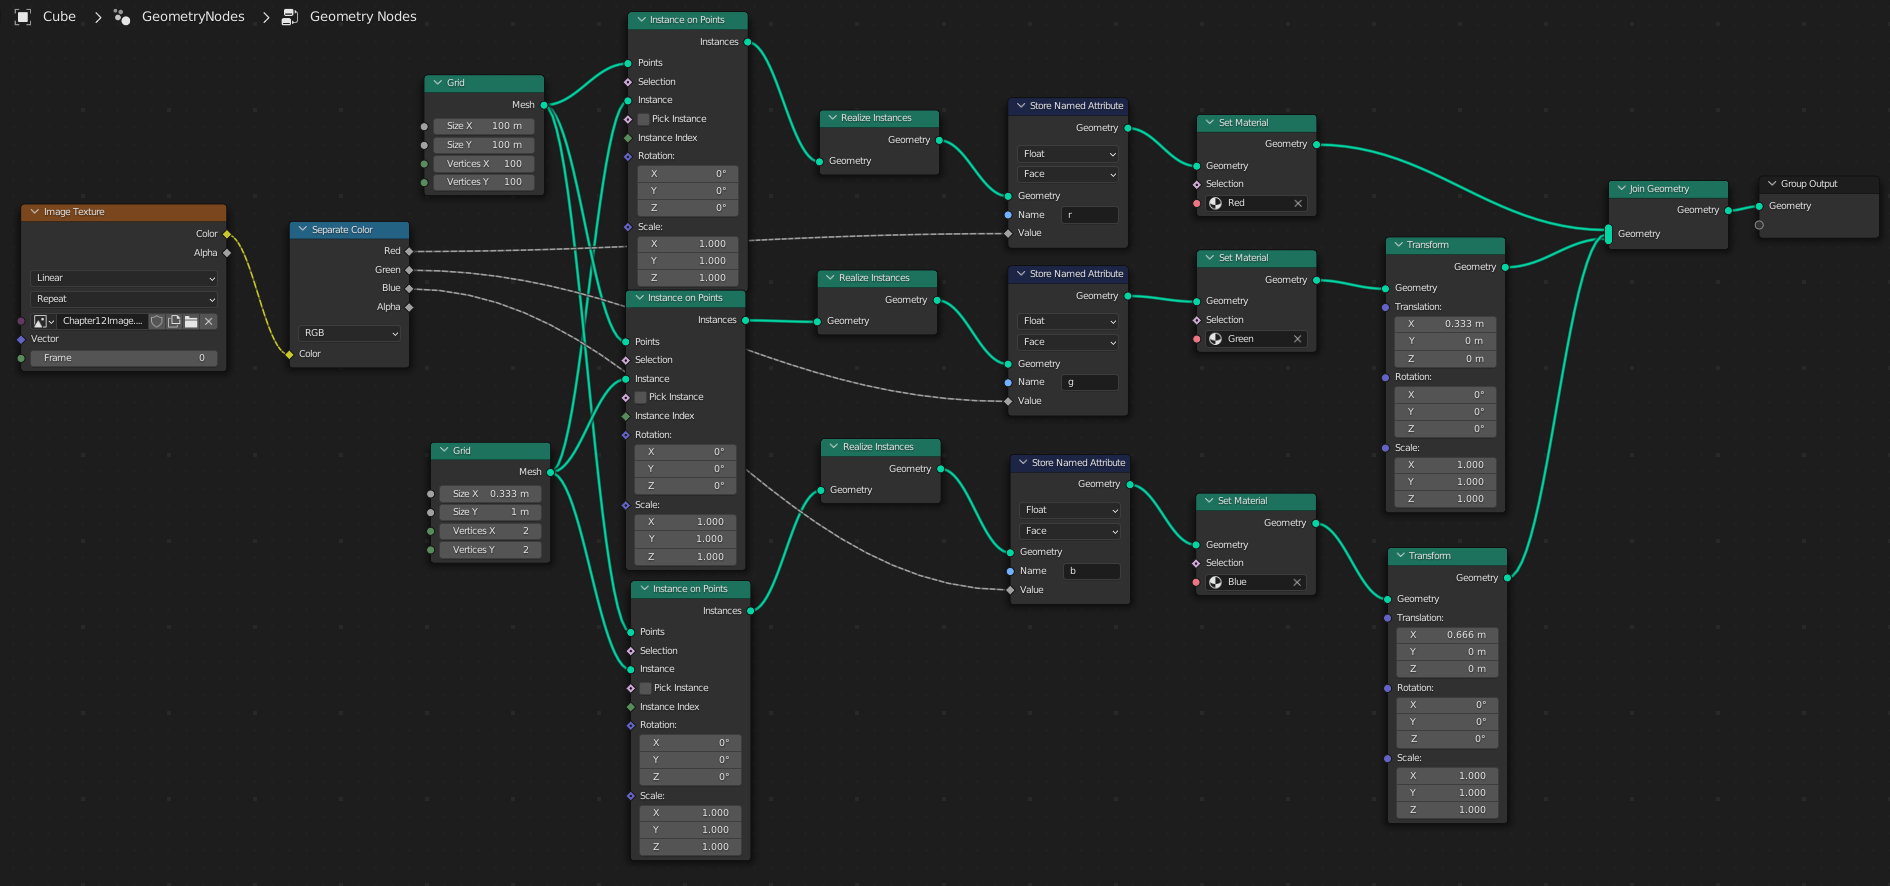 Cube
GeometryNodes
Geometry Nodes
Image Texture
Color
Alpha
Linear
Repeat
Chapter12Image....
Vector
Frame 0
Separate Color
Red
Green
Blue
Alpha
RGB
Color
Grid
Mesh
Size X 100 m
Size Y 100 m
Vertices X 100
Vertices Y 100
Grid
Mesh
Size X 0.333 m
Size Y 1 m
Vertices X 2
Vertices Y 2
Instance on Points
Instances
Points
Selection
Instance
Pick Instance
Instance Index
Rotation:
X 0°
Y 0°
Z 0°
Scale:
X 1.000
Y 1.000
Z 1.000
Instance on Points
Instances
Points
Selection
Instance
Pick Instance
Instance Index
Rotation:
X 0°
Y 0°
Z 0°
Scale:
X 1.000
Y 1.000
Z 1.000
Instance on Points
Instances
Points
Selection
Instance
Pick Instance
Instance Index
Rotation:
X 0°
Y 0°
Z 0°
Scale:
X 1.000
Y 1.000
Z 1.000
Realize Instances
Geometry
Geometry
Realize Instances
Geometry
Geometry
Realize Instances
Geometry
Geometry
Store Named Attribute
Geometry
Float
Face
Geometry
Name r
Value
Store Named Attribute
Geometry
Float
Face
Geometry
Name g
Value
Store Named Attribute
Geometry
Float
Face
Geometry
Name b
Value
Set Material
Geometry
Geometry
Selection
Red
Set Material
Geometry
Geometry
Selection
Green
Set Material
Geometry
Geometry
Selection
Blue
Transform
Geometry
Geometry
Translation:
X 0.333 m
Y 0 m
Z 0 m
Rotation:
X 0°
Y 0°
Z 0°
Scale:
X 1.000
Y 1.000
Z 1.000
Transform
Geometry
Geometry
Translation:
X 0.666 m
Y 0 m
Z 0 m
Rotation:
X 0°
Y 0°
Z 0°
Scale:
X 1.000
Y 1.000
Z 1.000
Join Geometry
Geometry
Geometry
Group Output
Geometry